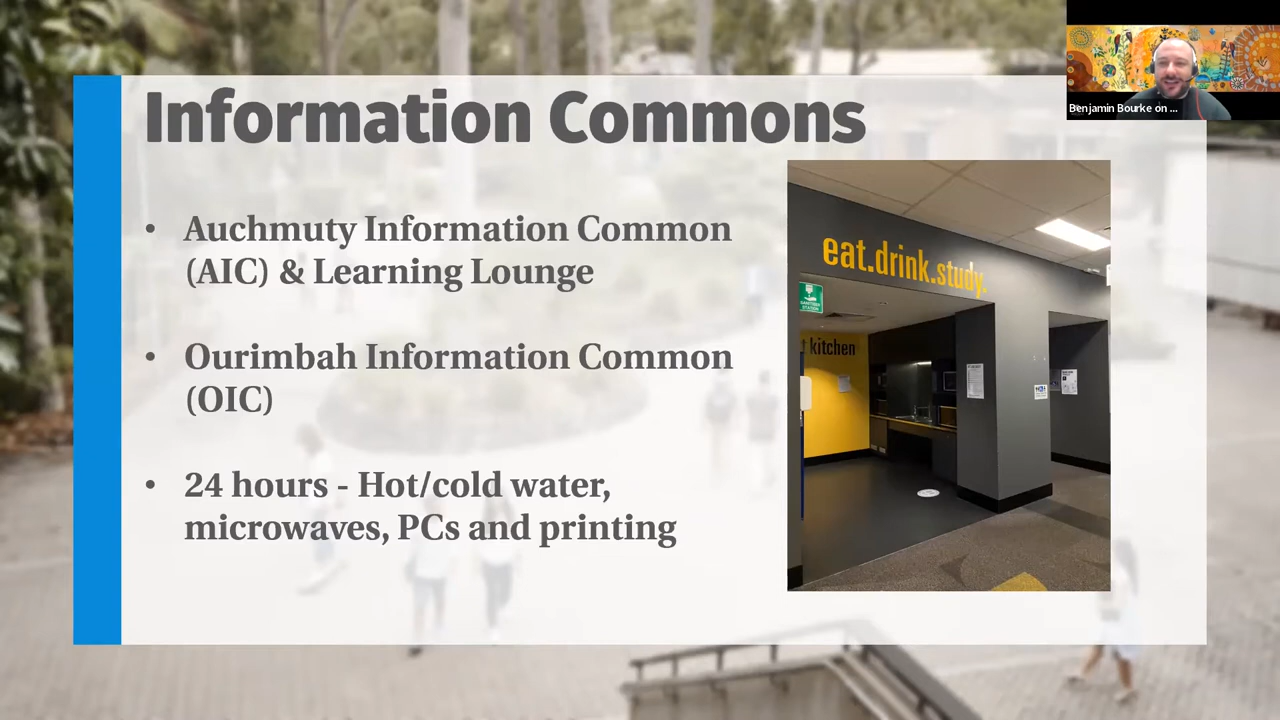 Information Commons
• Auchmuty Information Common
(AIC) & Learning Lounge
• Ourimbah Information Common
(OIC)
• 24 hours - Hot/cold water,
microwaves, PCs and printing
eat.drink.study.
kitchen
Benjamin Bourke on ...